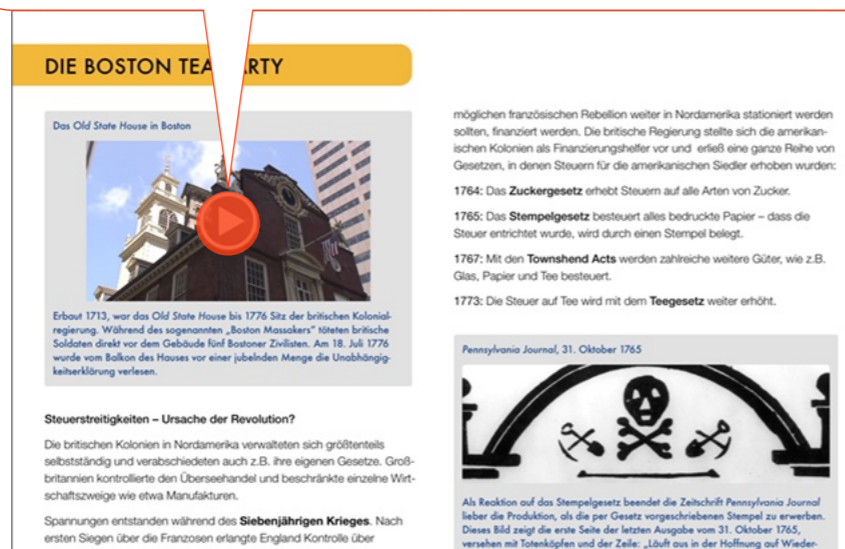 DIE BOSTON TEA PARTY
Das Old State House in Boston
Erbaut 1713, war das Old State House bis 1776 Sitz der britischen Kolonial-
regierung. Während des sogenannten „Boston Massakers“ töteten britische
Soldaten direkt vor dem Gebäude fünf Bostoner Zivilisten. Am 18. Juli 1776
wurde vom Balkon des Hauses vor einer jubelnden Menge die Unabhängig-
keitserklärung verlesen.
Steuerstreitigkeiten – Ursache der Revolution?
Die britischen Kolonien in Nordamerika verwalteten sich größtenteils
selbstständig und verabschiedeten auch z.B. ihre eigenen Gesetze. Groß-
britannien kontrollierte den Überseehandel und beschränkte einzelne Wirt-
schaftszweige wie etwa Manufakturen.
Spannungen entstanden während des Siebenjährigen Krieges. Nach
ersten Siegen über die Franzosen erlangte England Kontrolle über
möglichen französischen Rebellion weiter in Nordamerika stationiert werden
sollten, finanziert werden. Die britische Regierung stellte sich die amerikan-
ischen Kolonien als Finanzierungshelfer vor und erließ eine ganze Reihe von
Gesetzen, in denen Steuern für die amerikanischen Siedler erhoben wurden:
1764: Das Zuckergesetz erhebt Steuern auf alle Arten von Zucker.
1765: Das Stempelgesetz besteuert alles bedruckte Papier – dass die
Steuer entrichtet wurde, wird durch einen Stempel belegt.
1767: Mit den Townshend Acts werden zahlreiche weitere Güter, wie z.B.
Glas, Papier und Tee besteuert.
1773: Die Steuer auf Tee wird mit dem Teegesetz weiter erhöht.
Pennsylvania Journal, 31. Oktober 1765
Als Reaktion auf das Stempelgesetz beendet die Zeitschrift Pennsylvania Journal
lieber die Produktion, als die per Gesetz vorgeschriebenen Stempel zu erwerben.
Dieses Bild zeigt die erste Seite der letzten Ausgabe vom 31. Oktober 1765,
versehen mit Totenköpfen und der Zeile: „Läuft aus in der Hoffnung auf Wieder-